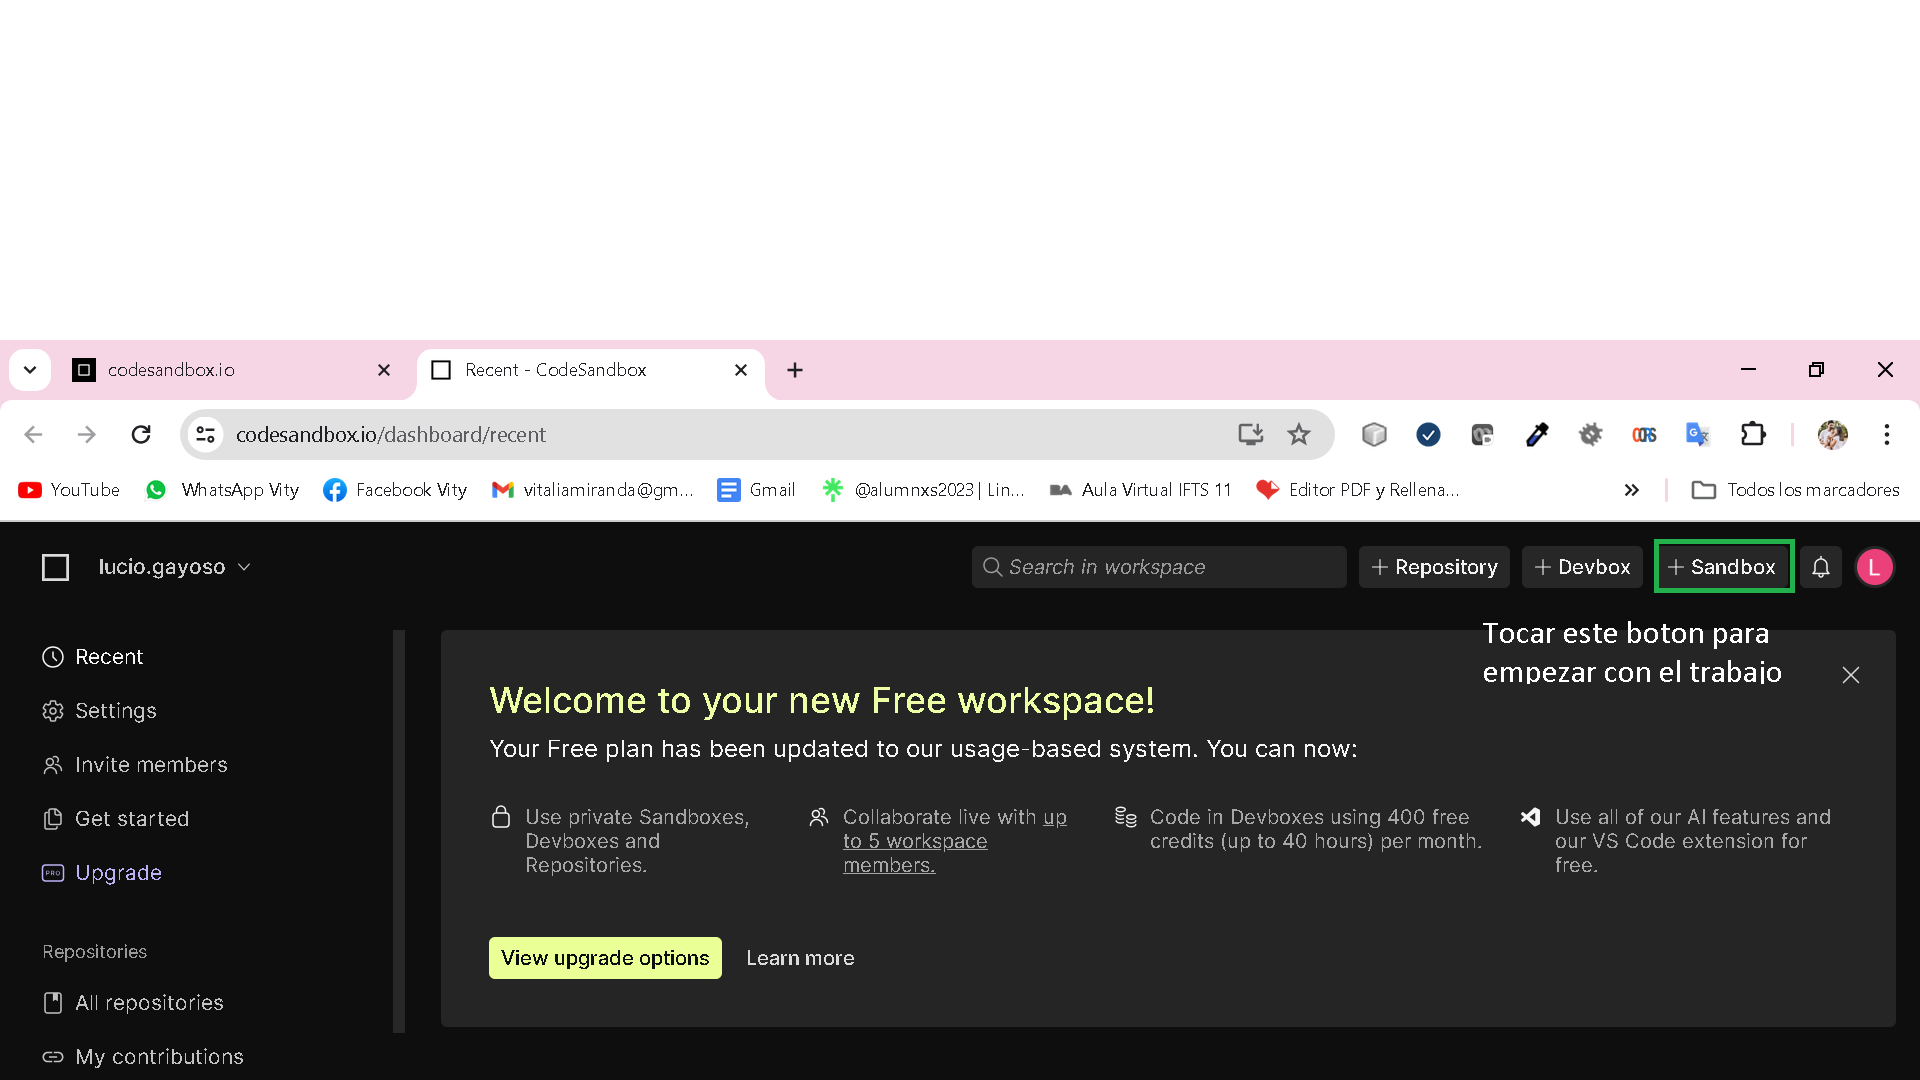 codesandbox.io
Recent - CodeSandbox
codesandbox.io/dashboard/recent
YouTube
WhatsApp Vity
Facebook Vity
vitaliamiranda@gm...
Gmail
@alumnxs2023 | Lin...
BA
Aula Virtual IFTS 11
Editor PDF y Rellena...
Todos los marcadores
lucio.gayoso
Search in workspace
+ Repository
+ Devbox
+ Sandbox
L
Tocar este boton para
empezar con el trabajo
Recent
Settings
Invite members
Get started
PRO
Upgrade
Repositories
All repositories
My contributions
Welcome to your new Free workspace!
Your Free plan has been updated to our usage-based system. You can now:
Use private Sandboxes,
Devboxes and
Repositories.
Collaborate live with up
to 5 workspace
members.
Code in Devboxes using 400 free
credits (up to 40 hours) per month.
Use all of our AI features and
our VS Code extension for
free.
View upgrade options
Learn more